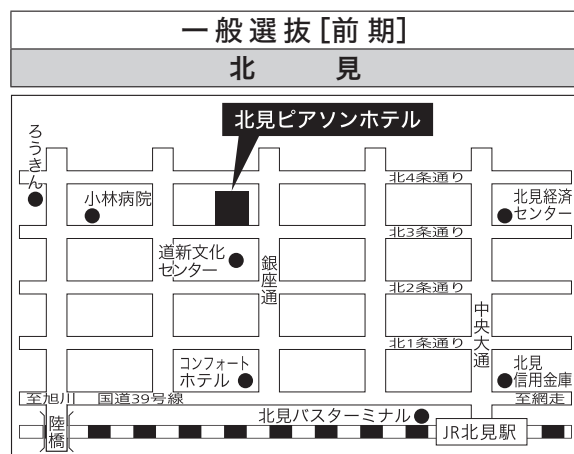 一般選抜[前期]
北 見
北見ピアソンホテル
ろうきん
小林病院
北4条通り
北見経済
センター
北3条通り
道新文化
センター
銀座通
北2条通り
中央大通
北1条通り
コンフォート
ホテル
北見
信用金庫
至旭川 国道39号線
至網走
北見バスターミナル
陸橋
JR北見駅